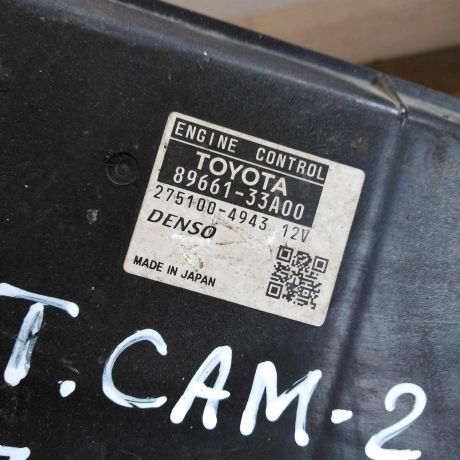 ENGINE CONTROL
TOYOTA
89661-33A00
275100-4943 12V
DENSO
MADE IN JAPAN
T.CAM-2